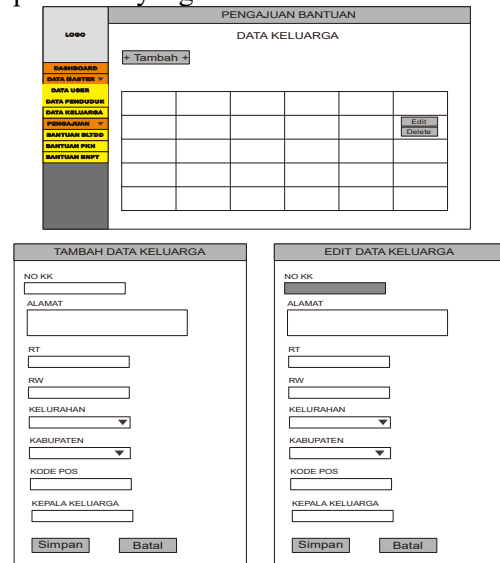 PENGAJUAN BANTUAN
LOGO
DATA KELUARGA
+ Tambah +
DASHBOARD
DATA MASTER
DATA USER
DATA PENDUDUK
DATA KELUARGA
PENGAJUAN
BANTUAN BLTDD
BANTUAN PKH
BANTUAN BNPT
Edit
Delete
TAMBAH DATA KELUARGA
NO KK
ALAMAT
RT
RW
KELURAHAN
KABUPATEN
KODE POS
KEPALA KELUARGA
Simpan Batal
EDIT DATA KELUARGA
NO KK
ALAMAT
RT
RW
KELURAHAN
KABUPATEN
KODE POS
KEPALA KELUARGA
Simpan Batal